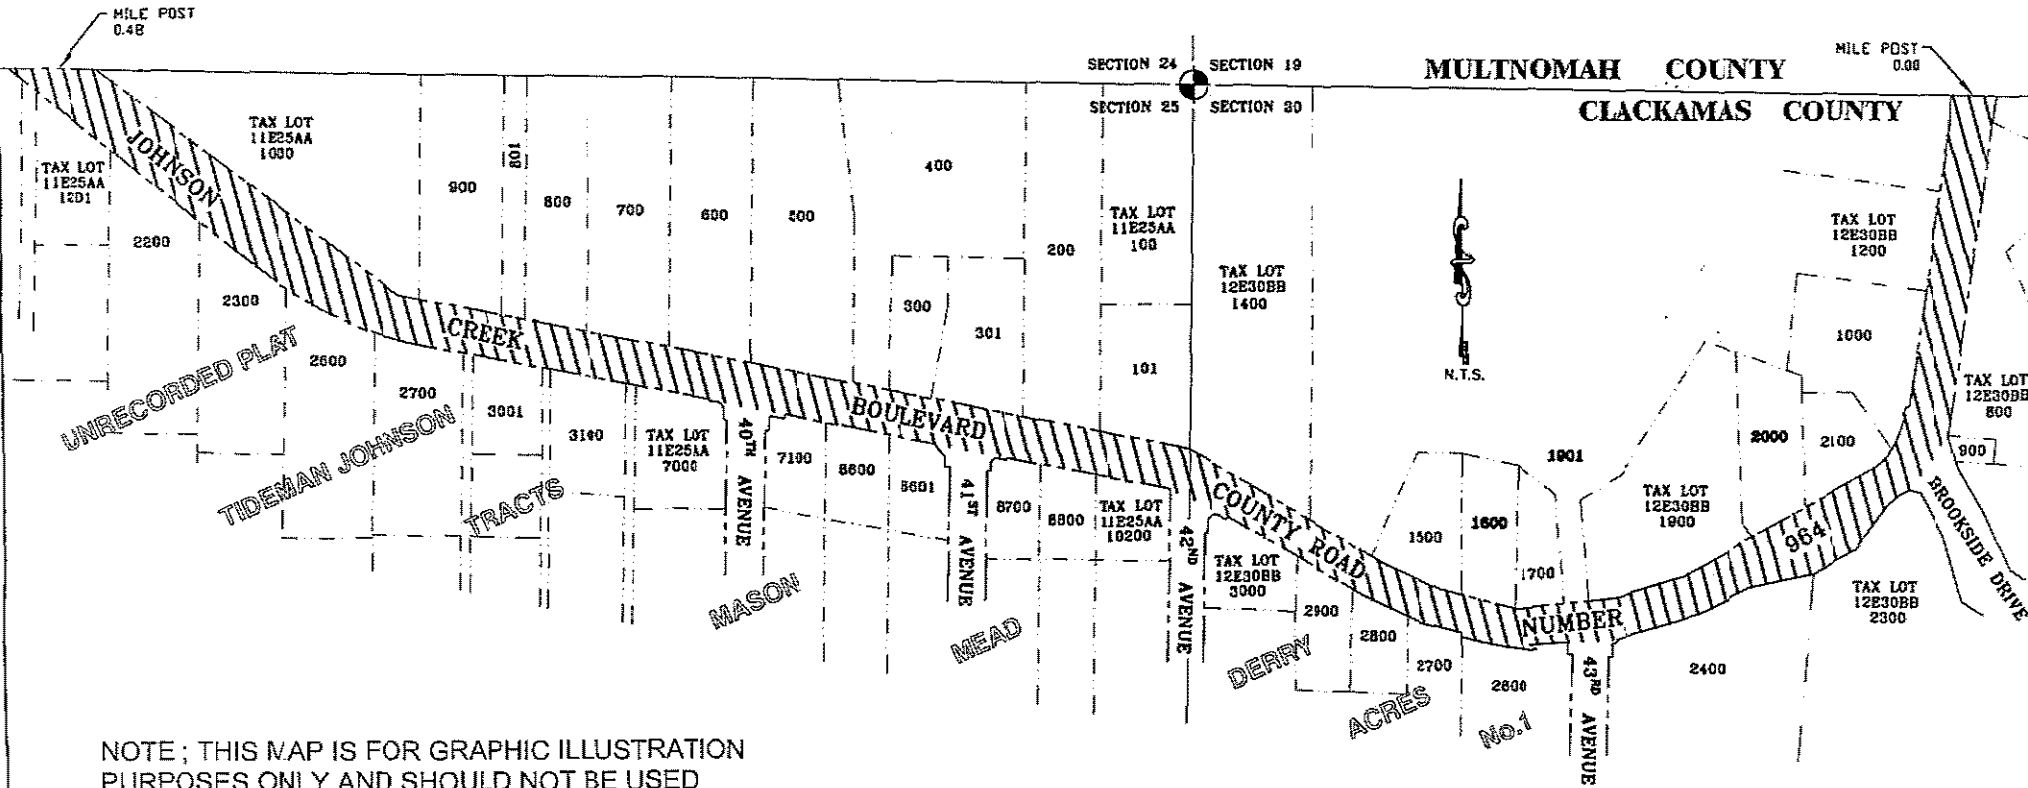 MILE POST
0.48
SECTION 24
SECTION 19
SECTION 25
SECTION 30
MULTNOMAH COUNTY
CLACKAMAS COUNTY
MILE POST
0.00
TAX LOT
11E25AA
1000
TAX LOT
11E25AA
1201
JOHNSON
900
801
800
700
600
500
400
200
TAX LOT
11E25AA
100
TAX LOT
12E30BB
1400
TAX LOT
12E30BB
1200
2200
2300
300
301
101
N.T.S.
1000
TAX LOT
12E30BB
800
900
CREEK
BOULEVARD
UNRECORDED PLAT
TIDEMAN JOHNSON
TRACTS
2600
2700
3001
3140
TAX LOT
11E25AA
7000
40TH AVENUE
7100
8600
8601
41ST AVENUE
8700
8800
TAX LOT
11E25AA
10200
42ND AVENUE
COUNTY ROAD
1500
1600
1700
1901
TAX LOT
12E30BB
1900
2000
2100
964
BROOKSIDE DRIVE
TAX LOT
12E30BB
3000
2900
2800
2700
2600
NUMBER
43RD AVENUE
2400
TAX LOT
12E30BB
2300
MASON
MEAD
DERRY
ACRES
No.1
NOTE; THIS MAP IS FOR GRAPHIC ILLUSTRATION
PURPOSES ONLY AND SHOULD NOT BE USED